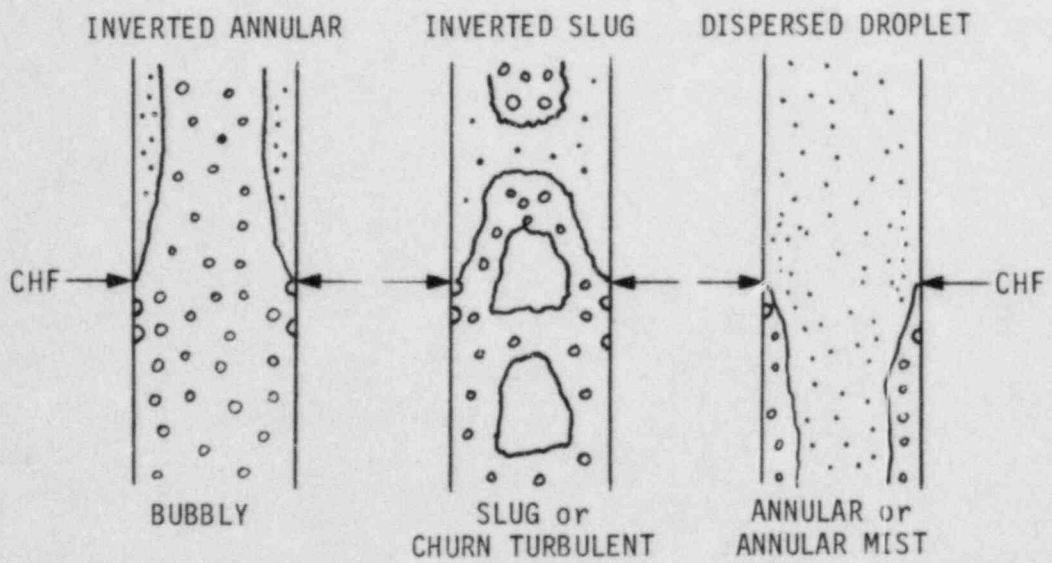 INVERTED ANNULAR
INVERTED SLUG
DISPERSED DROPLET
CHF
CHF
BUBBLY
SLUG or
CHURN TURBULENT
ANNULAR or
ANNULAR MIST